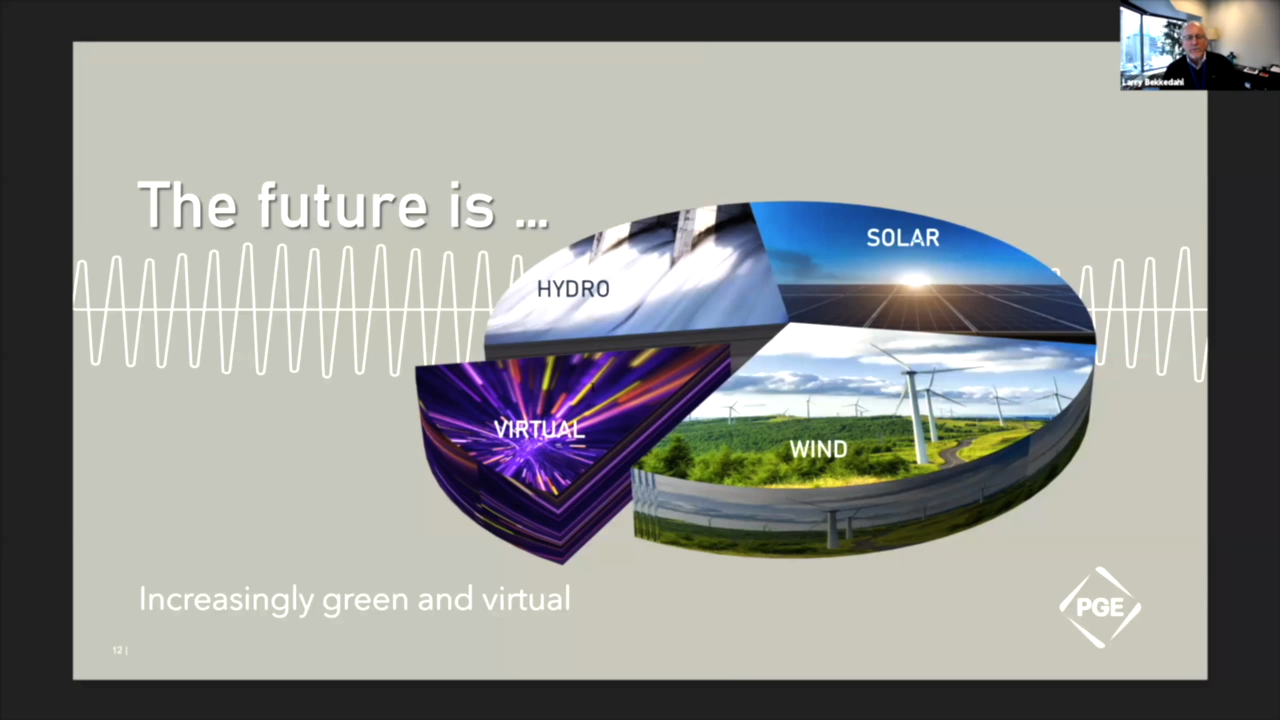 Larry Bekkedahl
The future is ...
SOLAR
HYDRO
VIRTUAL
WIND
Increasingly green and virtual
PGE
12 |